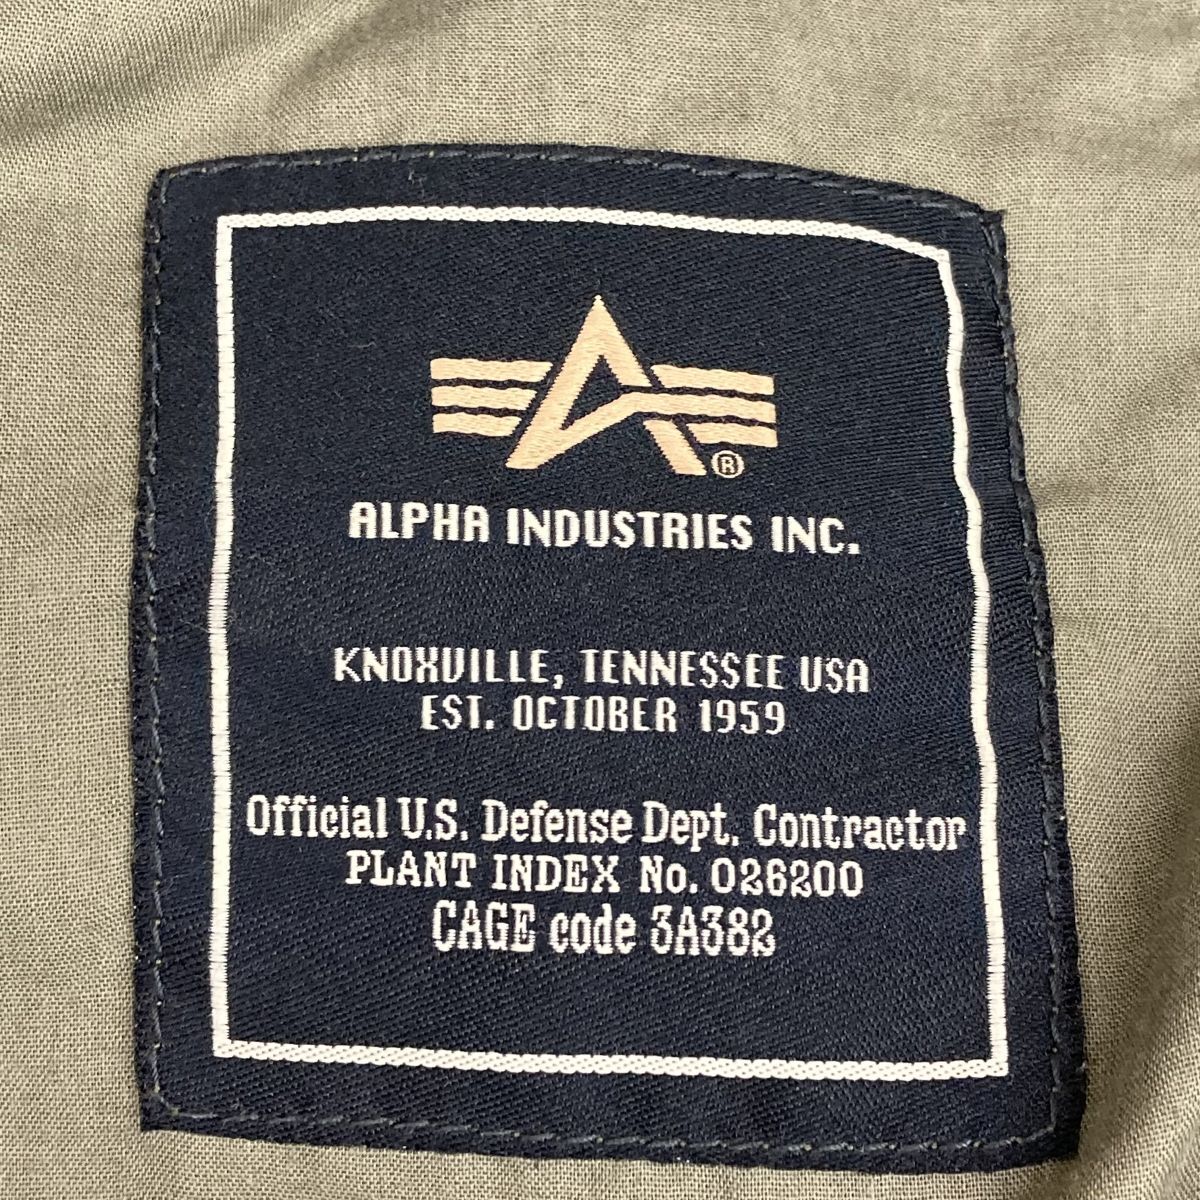 ®
ALPHA INDUSTRIES INC.
KNOXVILLE, TENNESSEE USA
EST. OCTOBER 1959
Official U.S. Defense Dept. Contractor
PLANT INDEX No. 026200
CAGE code 3A382